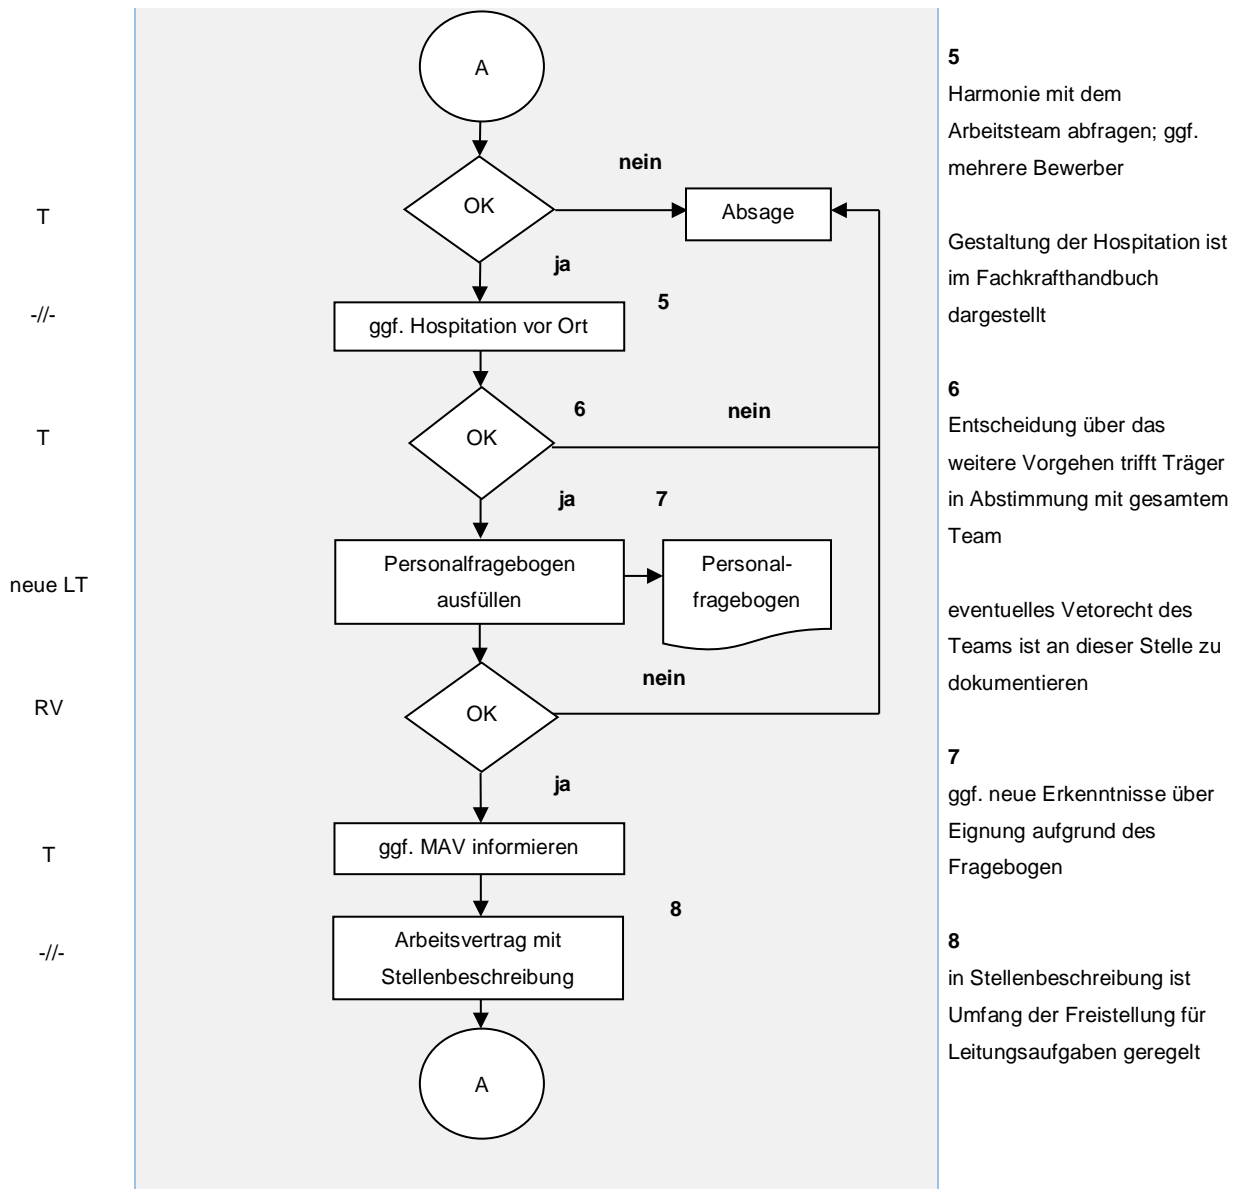 A
nein
OK
Absage
T
ja
-//-
ggf. Hospitation vor Ort
5
T
OK
6
nein
ja
7
neue LT
Personalfragebogen
ausfüllen
Personal-
fragebogen
nein
RV
OK
ja
T
ggf. MAV informieren
8
-//-
Arbeitsvertrag mit
Stellenbeschreibung
A
5
Harmonie mit dem
Arbeitsteam abfragen; ggf.
mehrere Bewerber
Gestaltung der Hospitation ist
im Fachkrafthandbuch
dargestellt
6
Entscheidung über das
weitere Vorgehen trifft Träger
in Abstimmung mit gesamtem
Team
eventuelles Vetorecht des
Teams ist an dieser Stelle zu
dokumentieren
7
ggf. neue Erkenntnisse über
Eignung aufgrund des
Fragebogen
8
in Stellenbeschreibung ist
Umfang der Freistellung für
Leitungsaufgaben geregelt